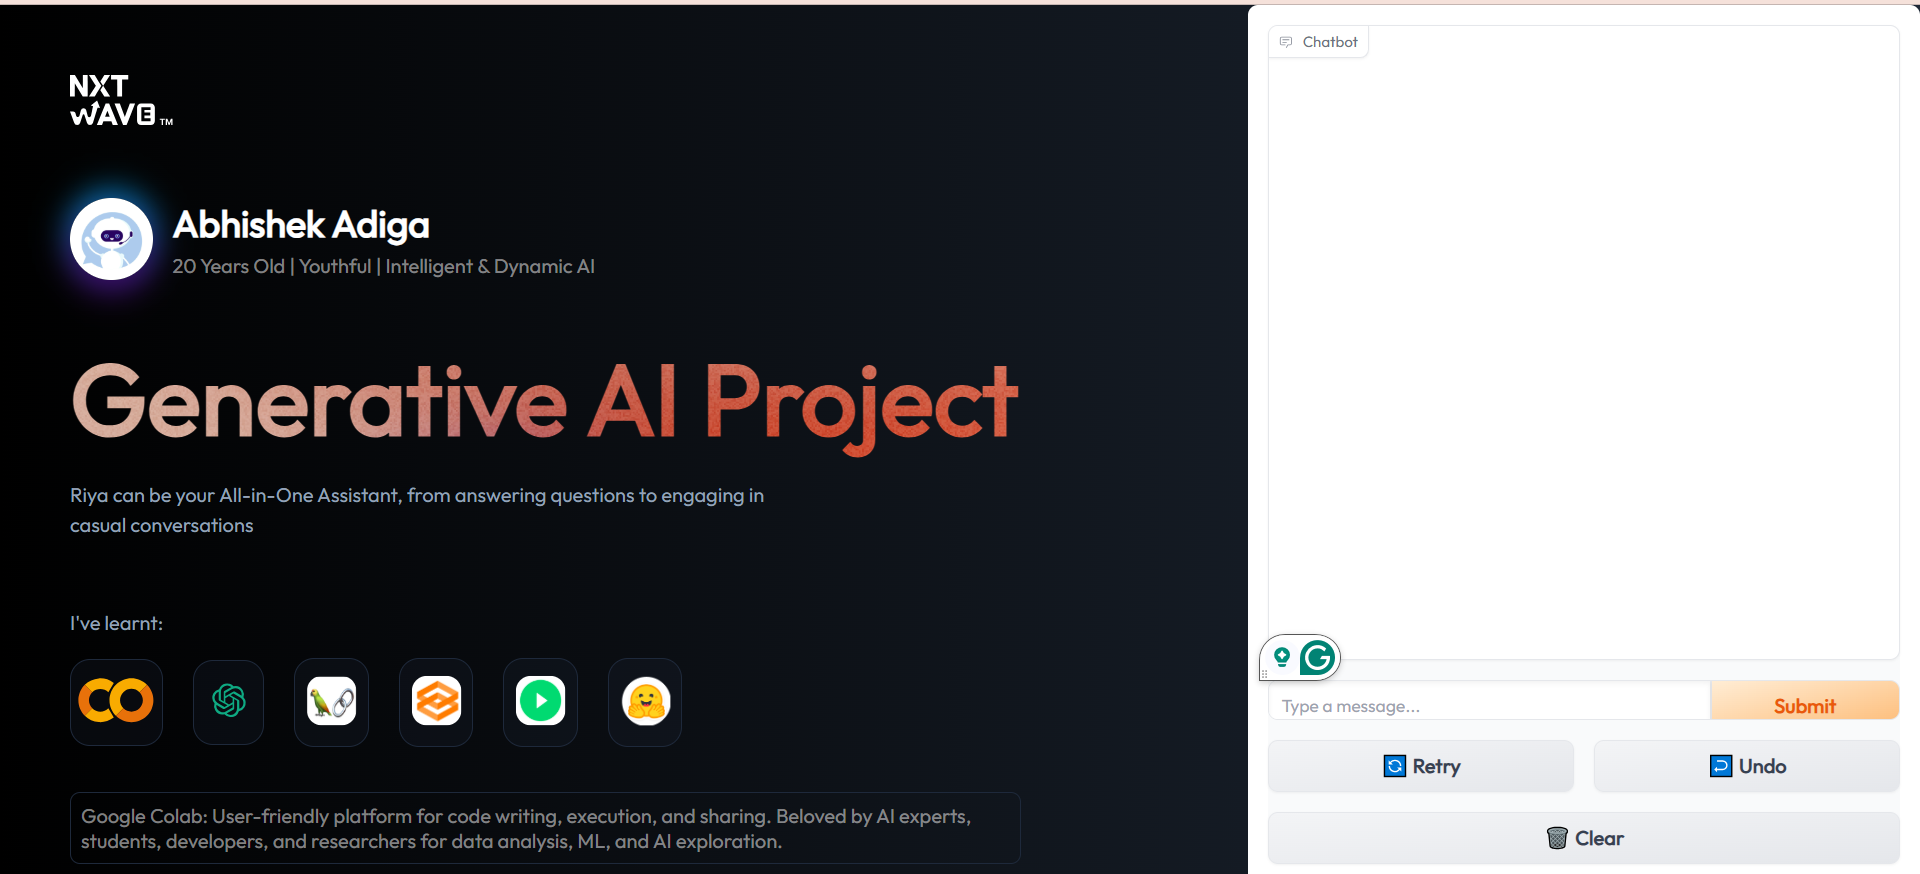 NXT
WAVE TM
Abhishek Adiga
20 Years Old | Youthful | Intelligent & Dynamic AI
Generative AI Project
Riya can be your All-in-One Assistant, from answering questions to engaging in
casual conversations
I've learnt:
Google Colab: User-friendly platform for code writing, execution, and sharing. Beloved by AI experts,
students, developers, and researchers for data analysis, ML, and AI exploration.
Chatbot
Type a message...
Submit
Retry
Undo
Clear